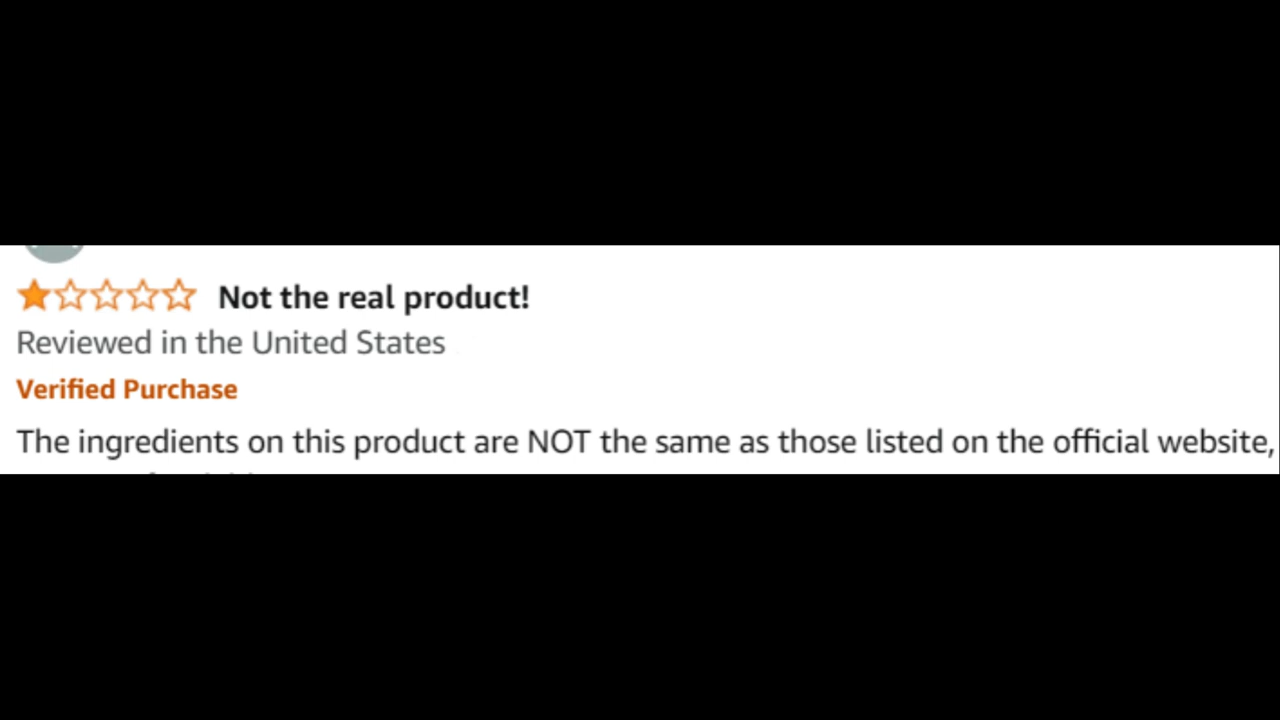 Not the real product!
Reviewed in the United States
Verified Purchase
The ingredients on this product are NOT the same as those listed on the official website,